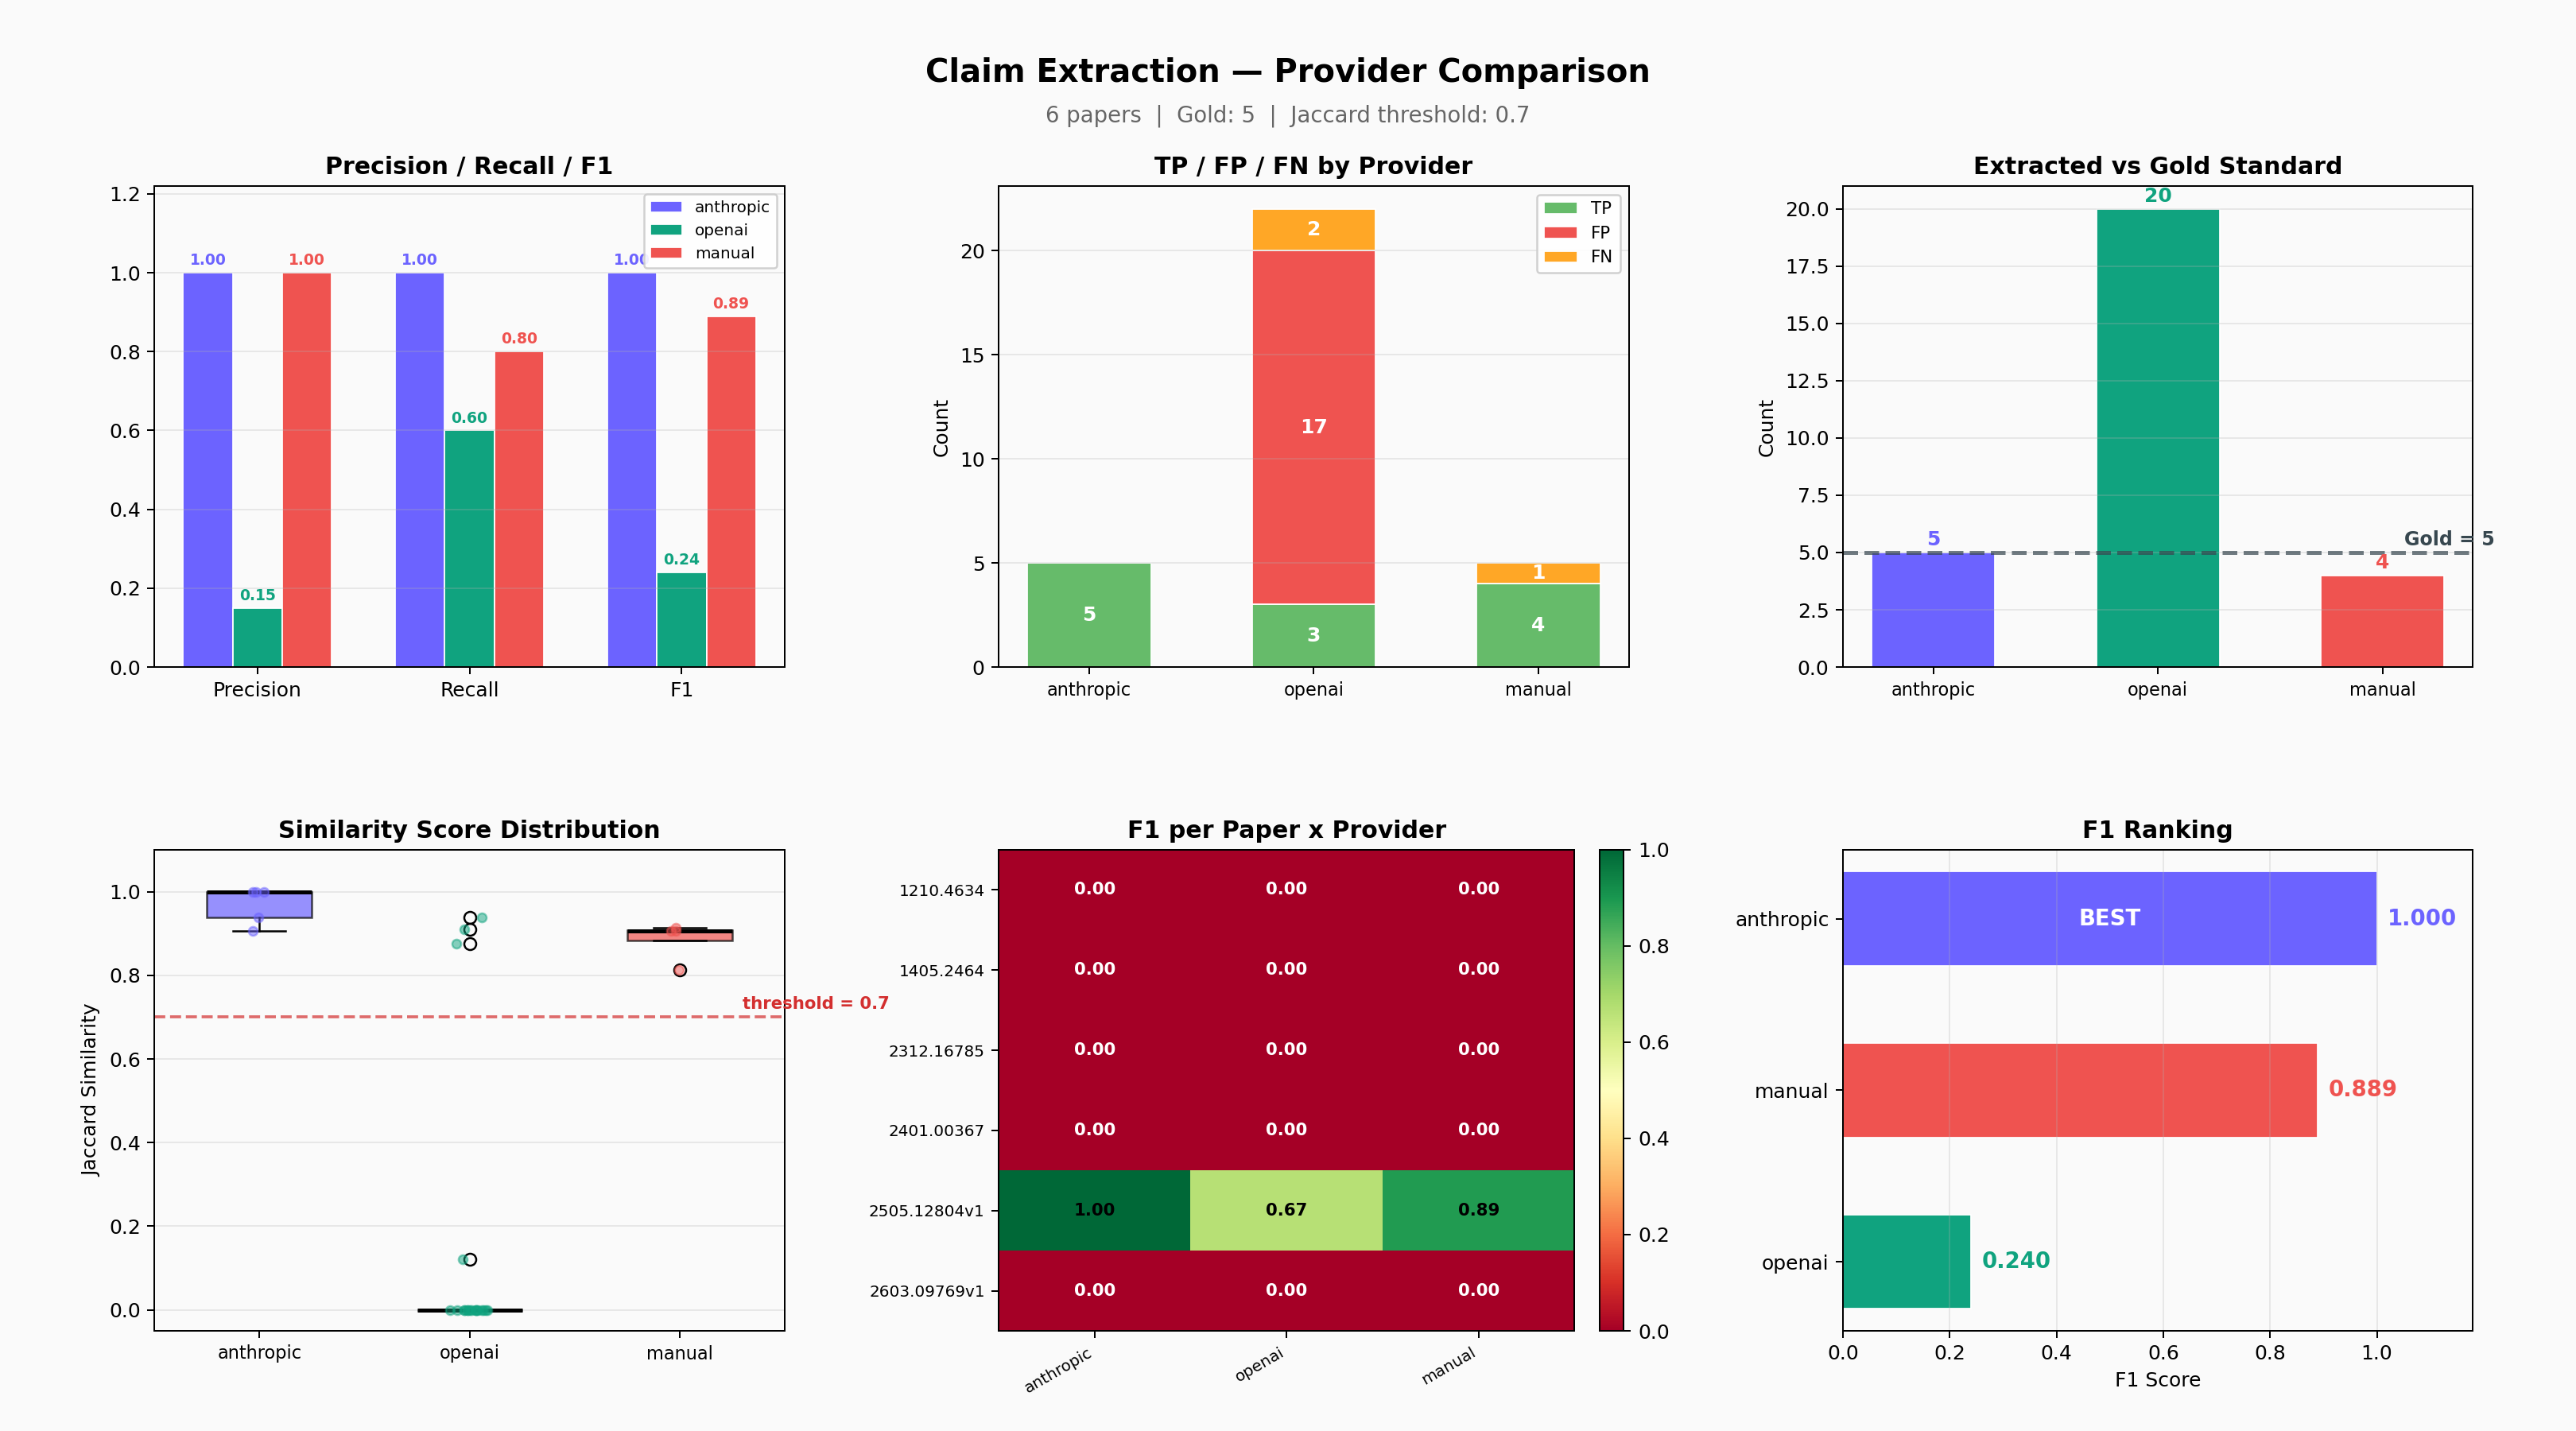 Claim Extraction — Provider Comparison
6 papers | Gold: 5 | Jaccard threshold: 0.7
Precision / Recall / F1
1.2
1.0
0.8
0.6
0.4
0.2
0.0
1.00
0.15
1.00
1.00
0.60
0.80
1.00
0.24
0.89
anthropic
openai
manual
Precision
Recall
F1
TP / FP / FN by Provider
Count
20
15
10
5
0
5
2
17
3
1
4
TP
FP
FN
anthropic
openai
manual
Extracted vs Gold Standard
Count
20.0
17.5
15.0
12.5
10.0
7.5
5.0
2.5
0.0
5
20
4
Gold = 5
anthropic
openai
manual
Similarity Score Distribution
Jaccard Similarity
1.0
0.8
0.6
0.4
0.2
0.0
threshold = 0.7
anthropic
openai
manual
F1 per Paper x Provider
1210.4634 0.00 0.00 0.00
1405.2464 0.00 0.00 0.00
2312.16785 0.00 0.00 0.00
2401.00367 0.00 0.00 0.00
2505.12804v1 1.00 0.67 0.89
2603.09769v1 0.00 0.00 0.00
anthropic
openai
manual
1.0
0.8
0.6
0.4
0.2
0.0
F1 Ranking
anthropic BEST 1.000
manual 0.889
openai 0.240
0.0
0.2
0.4
0.6
0.8
1.0
F1 Score